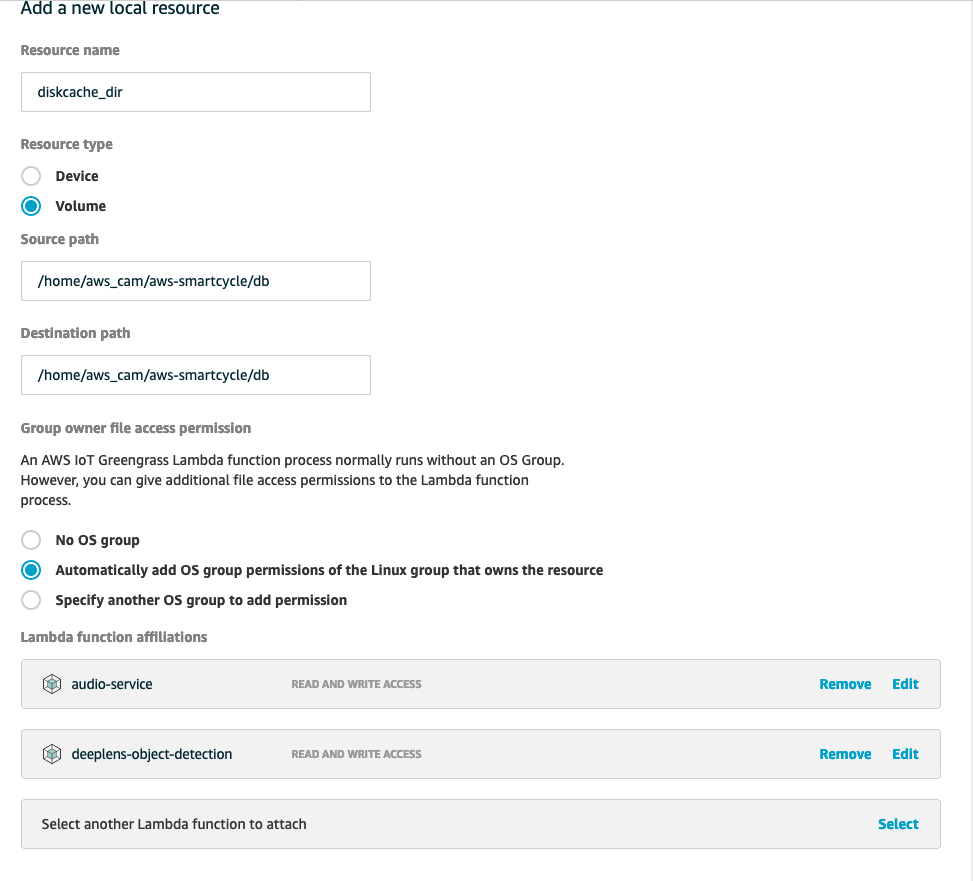 Add a new local resource
Resource name
diskcache_dir
Resource type
Device
Volume
Source path
/home/aws_cam/aws-smartcycle/db
Destination path
/home/aws_cam/aws-smartcycle/db
Group owner file access permission
An AWS IoT Greengrass Lambda function process normally runs without an OS Group.
However, you can give additional file access permissions to the Lambda function
process.
No OS group
Automatically add OS group permissions of the Linux group that owns the resource
Specify another OS group to add permission
Lambda function affiliations
audio-service READ AND WRITE ACCESS Remove Edit
deeplens-object-detection READ AND WRITE ACCESS Remove Edit
Select another Lambda function to attach Select